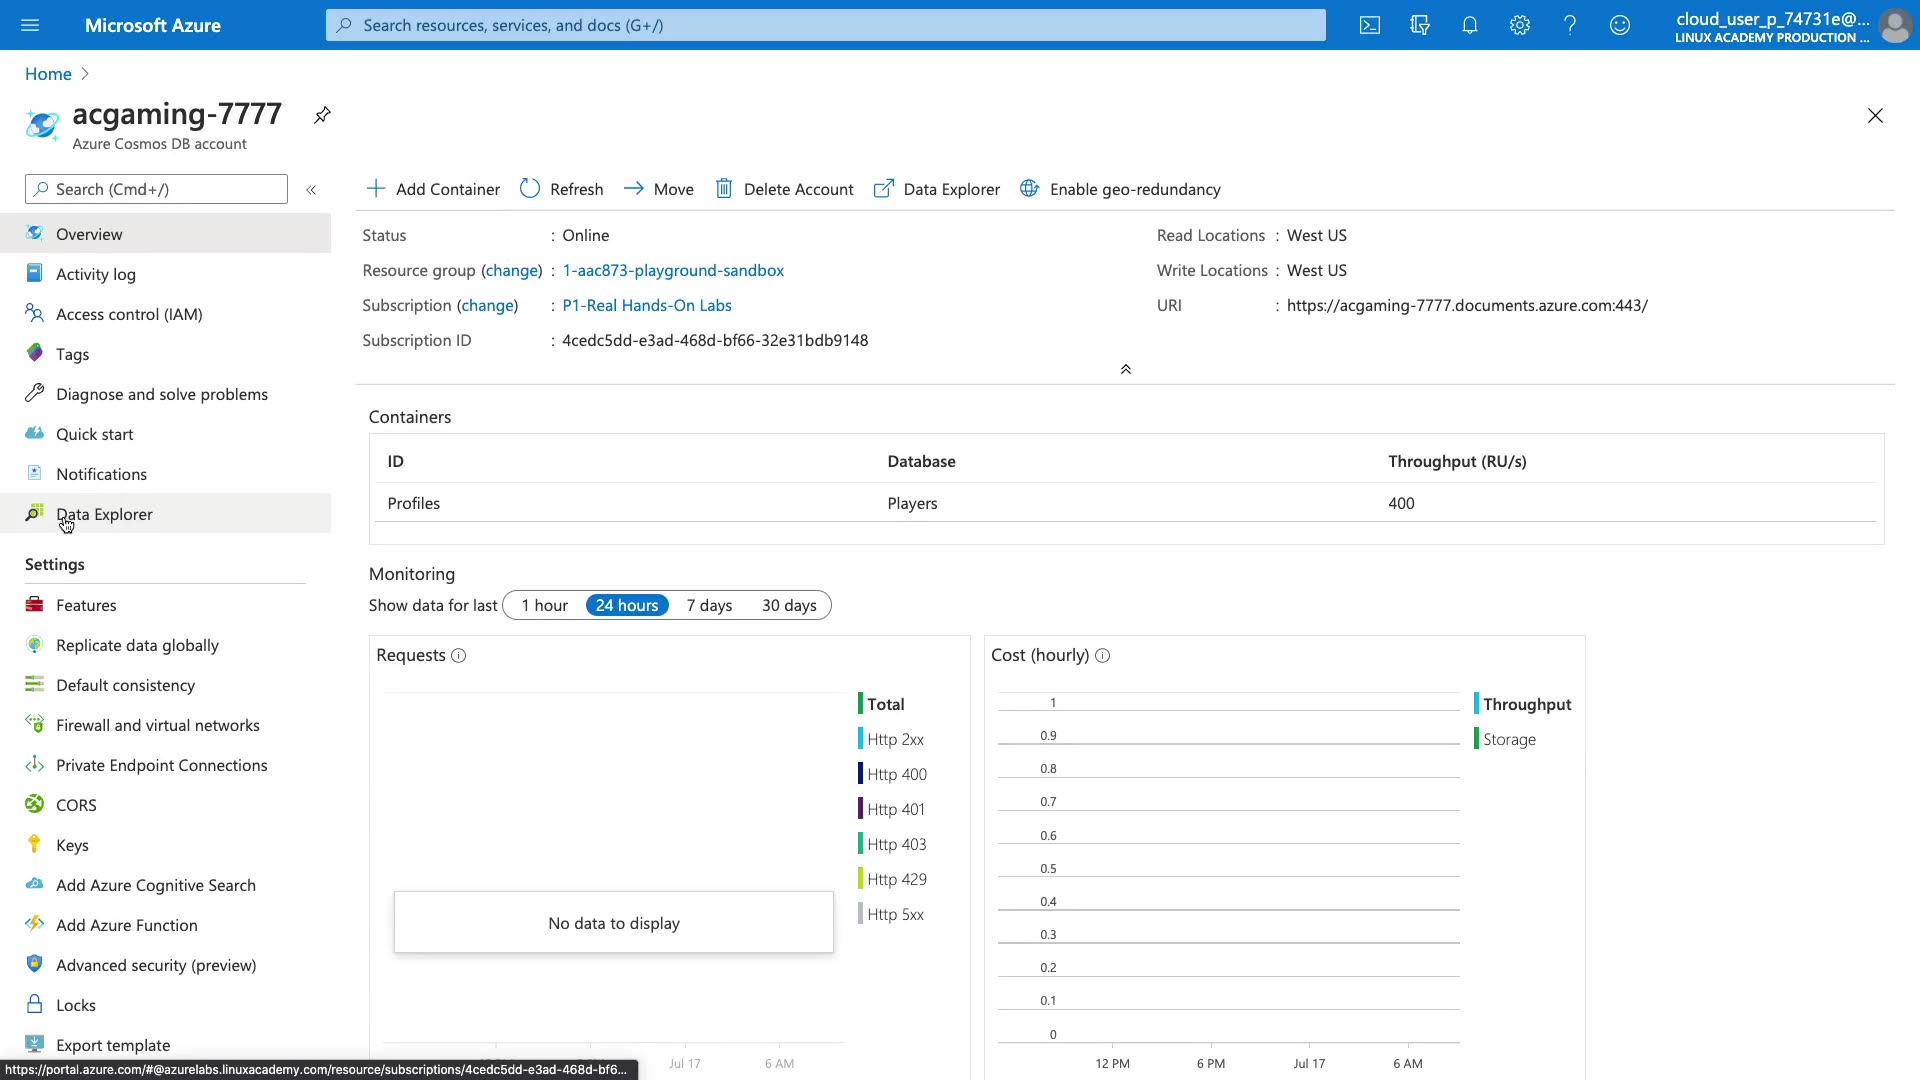 Microsoft Azure
Search resources, services, and docs (G+/)
cloud_user_p_74731e@...
LINUX ACADEMY PRODUCTION ...
Home
acgaming-7777
Azure Cosmos DB account
Search (Cmd+/)
Overview
Activity log
Access control (IAM)
Tags
Diagnose and solve problems
Quick start
Notifications
Data Explorer
Settings
Features
Replicate data globally
Default consistency
Firewall and virtual networks
Private Endpoint Connections
CORS
Keys
Add Azure Cognitive Search
Add Azure Function
Advanced security (preview)
Locks
Export template
https://portal.azure.com/#@azurelabs.linuxacademy.com/resource/subscriptions/4cedc5dd-e3ad-468d-bf6...
Add Container Refresh Move Delete Account Data Explorer Enable geo-redundancy
Status : Online
Resource group (change) : 1-aac873-playground-sandbox
Subscription (change) : P1-Real Hands-On Labs
Subscription ID : 4cedc5dd-e3ad-468d-bf66-32e31bdb9148
Read Locations : West US
Write Locations : West US
URI : https://acgaming-7777.documents.azure.com:443/
Containers
ID Database Throughput (RU/s)
Profiles Players 400
Monitoring
Show data for last 1 hour 24 hours 7 days 30 days
Requests
Total
Http 2xx
Http 400
Http 401
Http 403
Http 429
Http 5xx
No data to display
Jul 17 6 AM
Cost (hourly)
1
0.9
0.8
0.7
0.6
0.5
0.4
0.3
0.2
0.1
0
Throughput
Storage
12 PM 6 PM Jul 17 6 AM